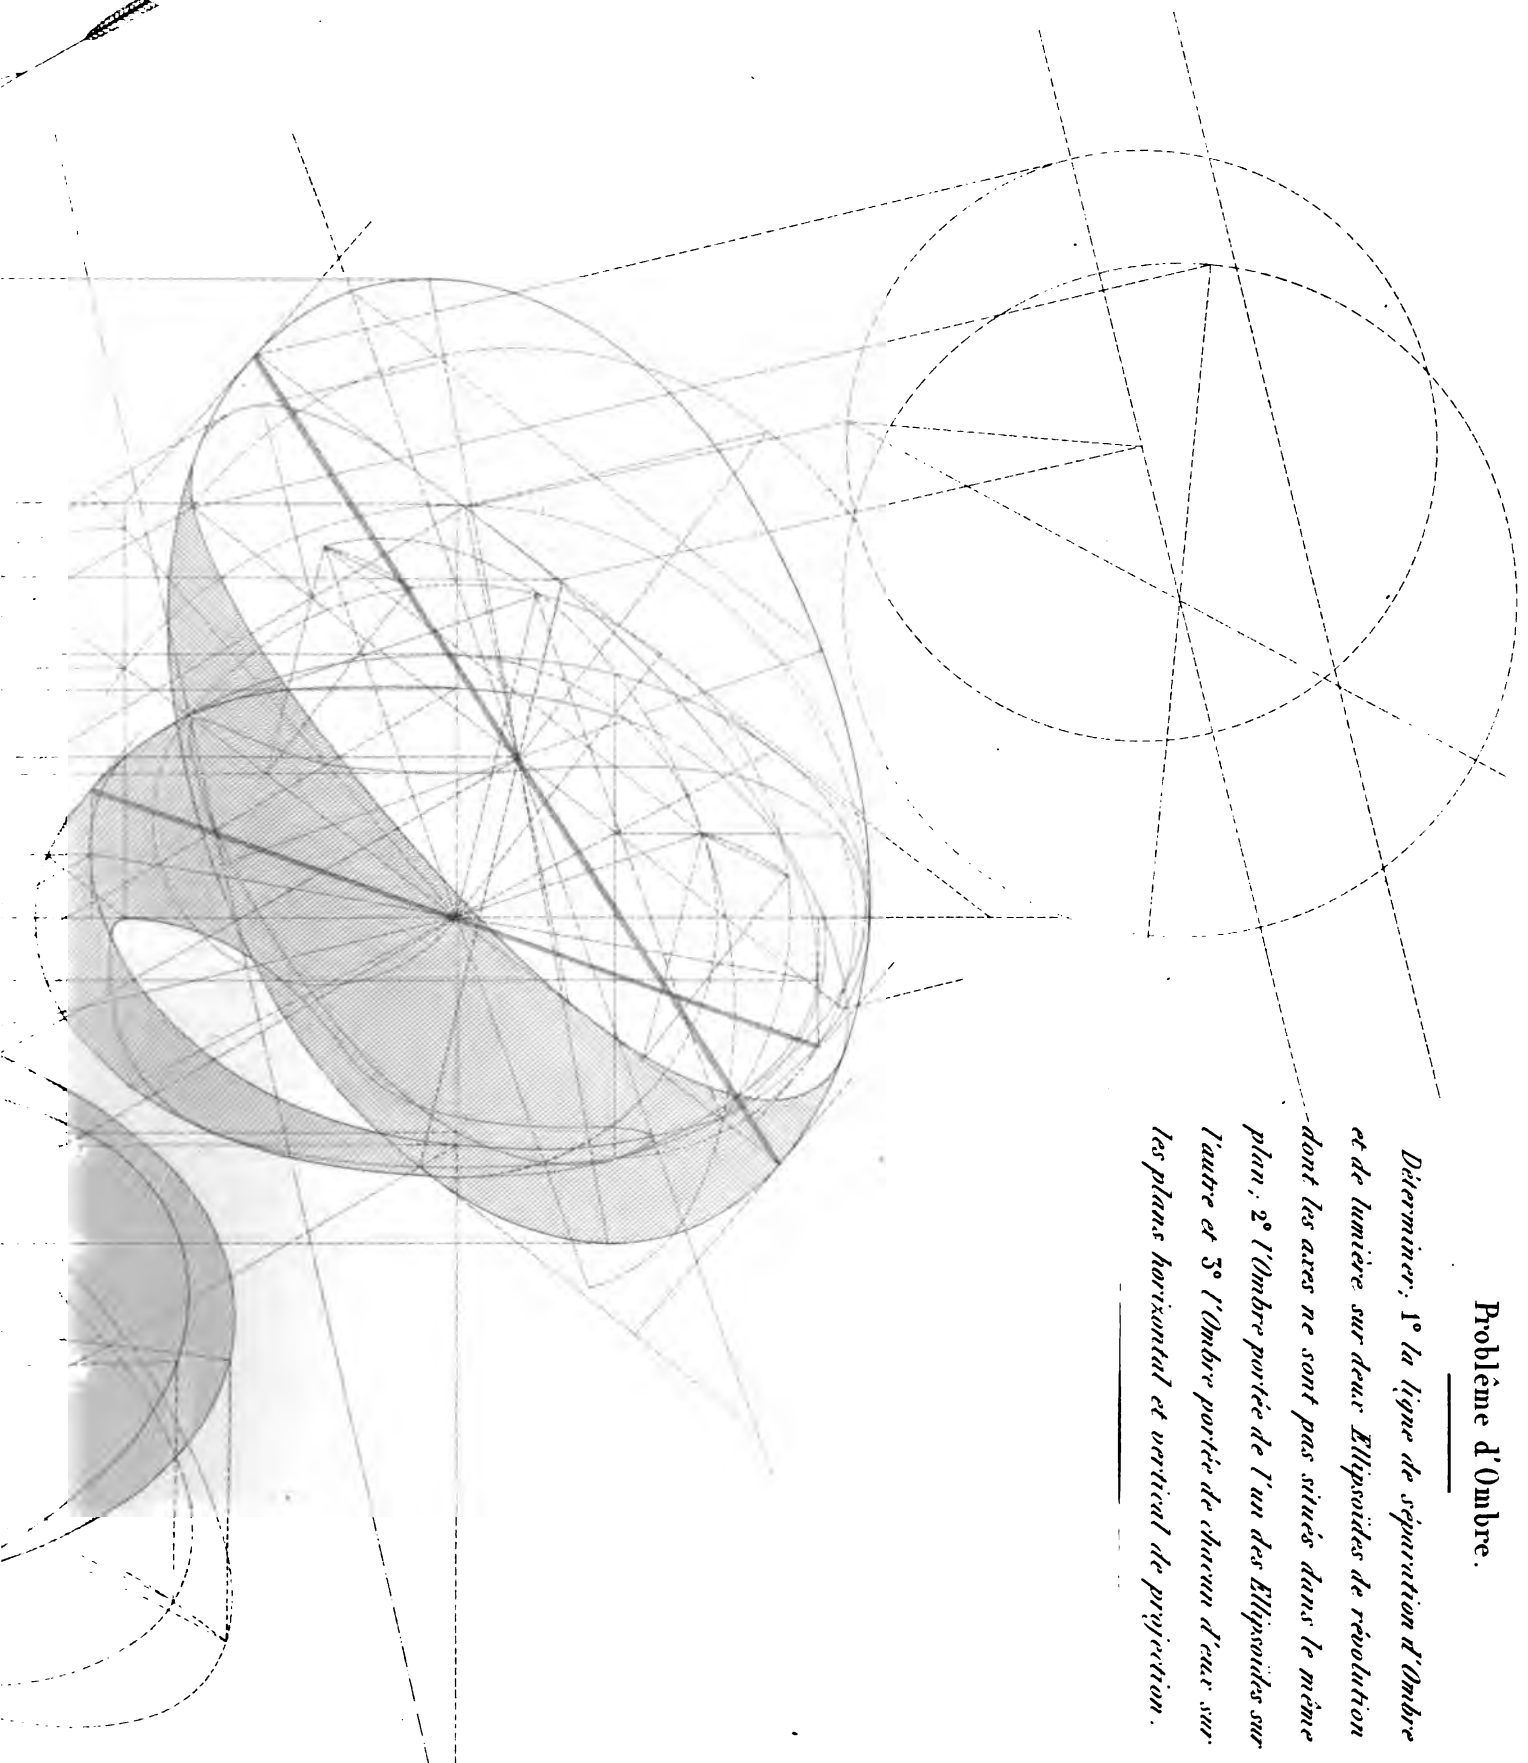 Problême d'Ombre.
Déterminer; 1° la ligne de séparation d'Ombre
et de lumière sur deux Ellipsoïdes de révolution
dont les axes ne sont pas situés dans le même
plan; 2° l'Ombre portée de l'un des Ellipsoïdes sur
l'autre et 3° l'Ombre portée de chacun d'eux sur
les plans horizontal et vertical de projection.